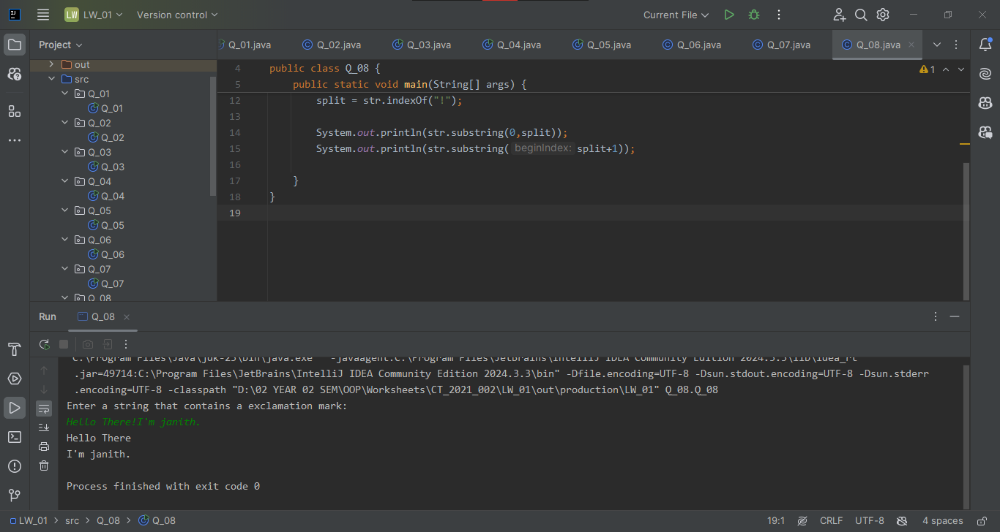 LW LW_01 Version control Current File
Project
Q_01.java Q_02.java Q_03.java Q_04.java Q_05.java Q_06.java Q_07.java Q_08.java
out
src
Q_01
Q_01
Q_02
Q_02
Q_03
Q_03
Q_04
Q_04
Q_05
Q_05
Q_06
Q_06
Q_07
Q_07
Q_08
4 public class Q_08 {
5 public static void main(String[] args) {
12 split = str.indexOf("!");
13
14 System.out.println(str.substring(0,split));
15 System.out.println(str.substring( beginIndex: split+1));
16
17 }
18 }
19
1
Run Q_08
"C:\Program Files\Java\jdk-23\bin\java.exe" "-javaagent:C:\Program Files\JetBrains\IntelliJ IDEA Community Edition 2024.3.3\lib\idea_rt
.jar=49714:C:\Program Files\JetBrains\IntelliJ IDEA Community Edition 2024.3.3\bin" -Dfile.encoding=UTF-8 -Dsun.stdout.encoding=UTF-8 -Dsun.stderr
.encoding=UTF-8 -classpath "D:\02 YEAR 02 SEM\OOP\Worksheets\CT_2021_002\LW_01\out\production\LW_01" Q_08.Q_08
Enter a string that contains a exclamation mark:
Hello There!I'm janith.
Hello There
I'm janith.
Process finished with exit code 0
LW_01 > src > Q_08 > Q_08 19:1 CRLF UTF-8 4 spaces